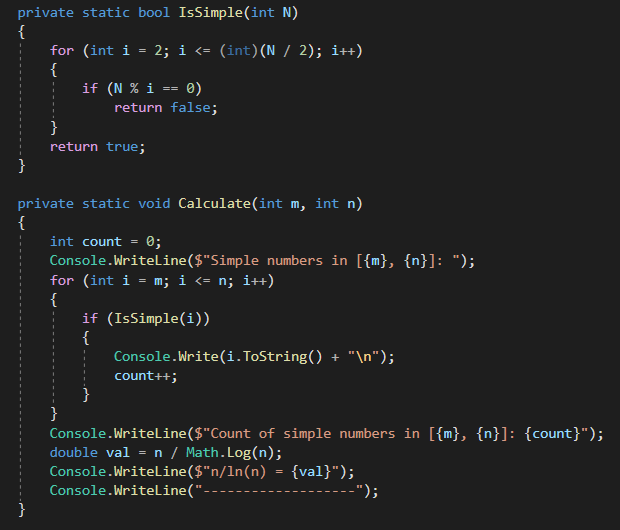 private static bool IsSimple(int N)
{
    for (int i = 2; i <= (int)(N / 2); i++)
    {
        if (N % i == 0)
            return false;
    }
    return true;
}

private static void Calculate(int m, int n)
{
    int count = 0;
    Console.WriteLine($"Simple numbers in [{m}, {n}]: ");
    for (int i = m; i <= n; i++)
    {
        if (IsSimple(i))
        {
            Console.Write(i.ToString() + "\n");
            count++;
        }
    }
    Console.WriteLine($"Count of simple numbers in [{m}, {n}]: {count}");
    double val = n / Math.Log(n);
    Console.WriteLine($"n/ln(n) = {val}");
    Console.WriteLine("-------------------");
}